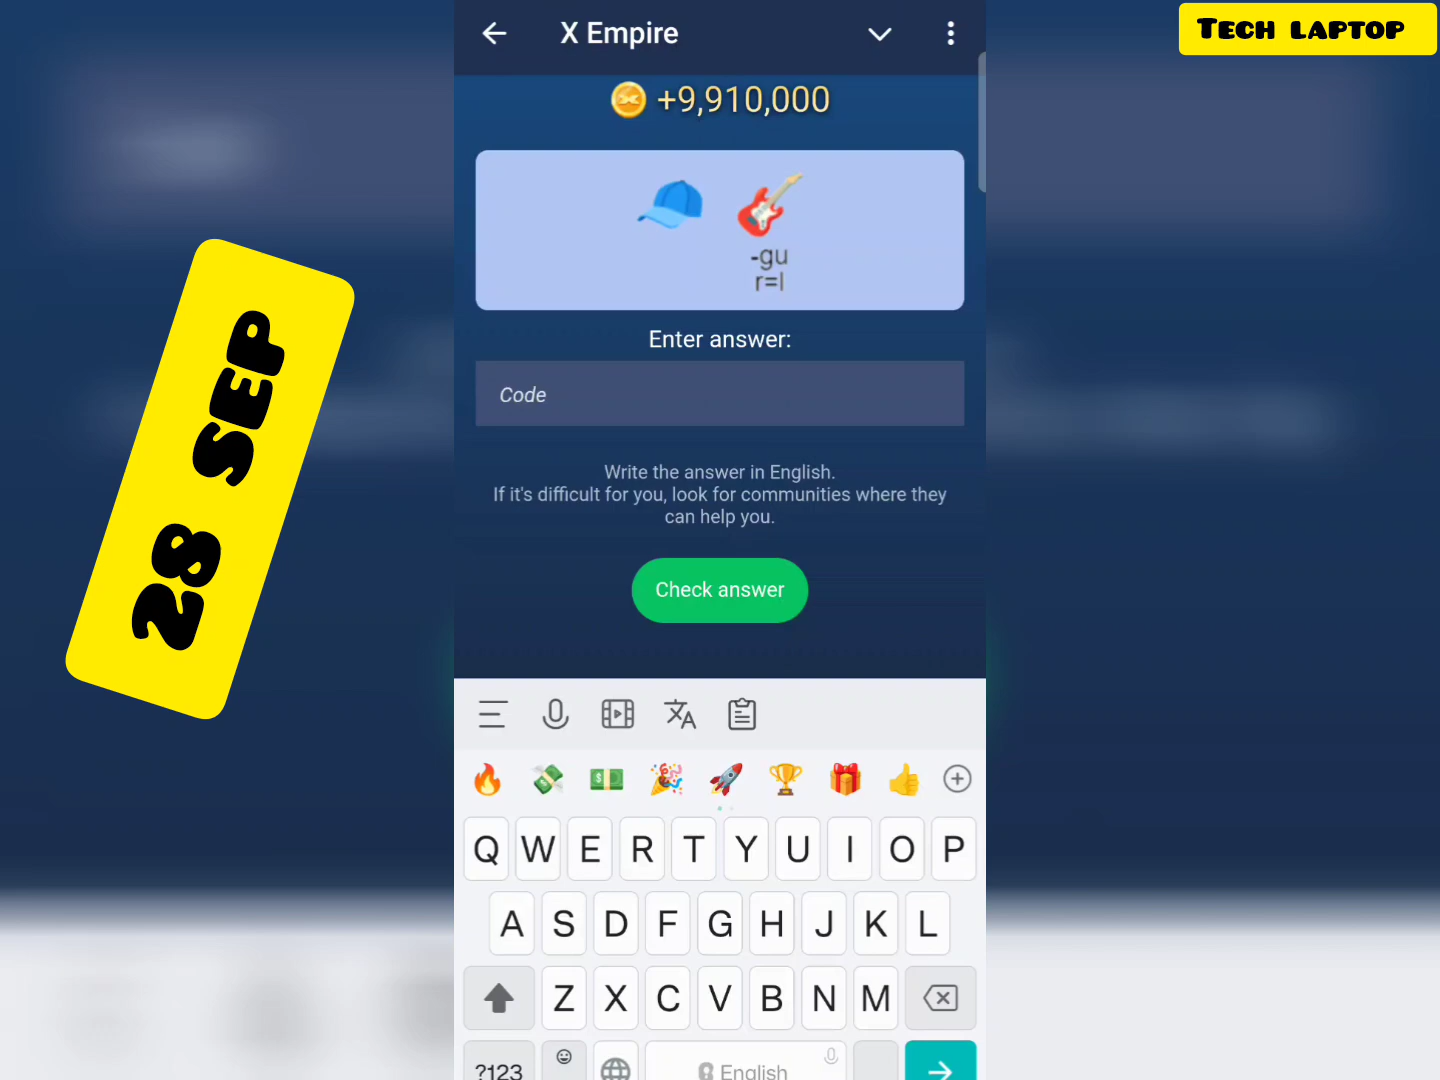 X Empire
Tech laptop
+9,910,000
-gu
r=l
Enter answer:
Code
Write the answer in English.
If it's difficult for you, look for communities where they
can help you.
Check answer
28 SEP
Q W E R T Y U I O P
A S D F G H J K L
Z X C V B N M
?123 English